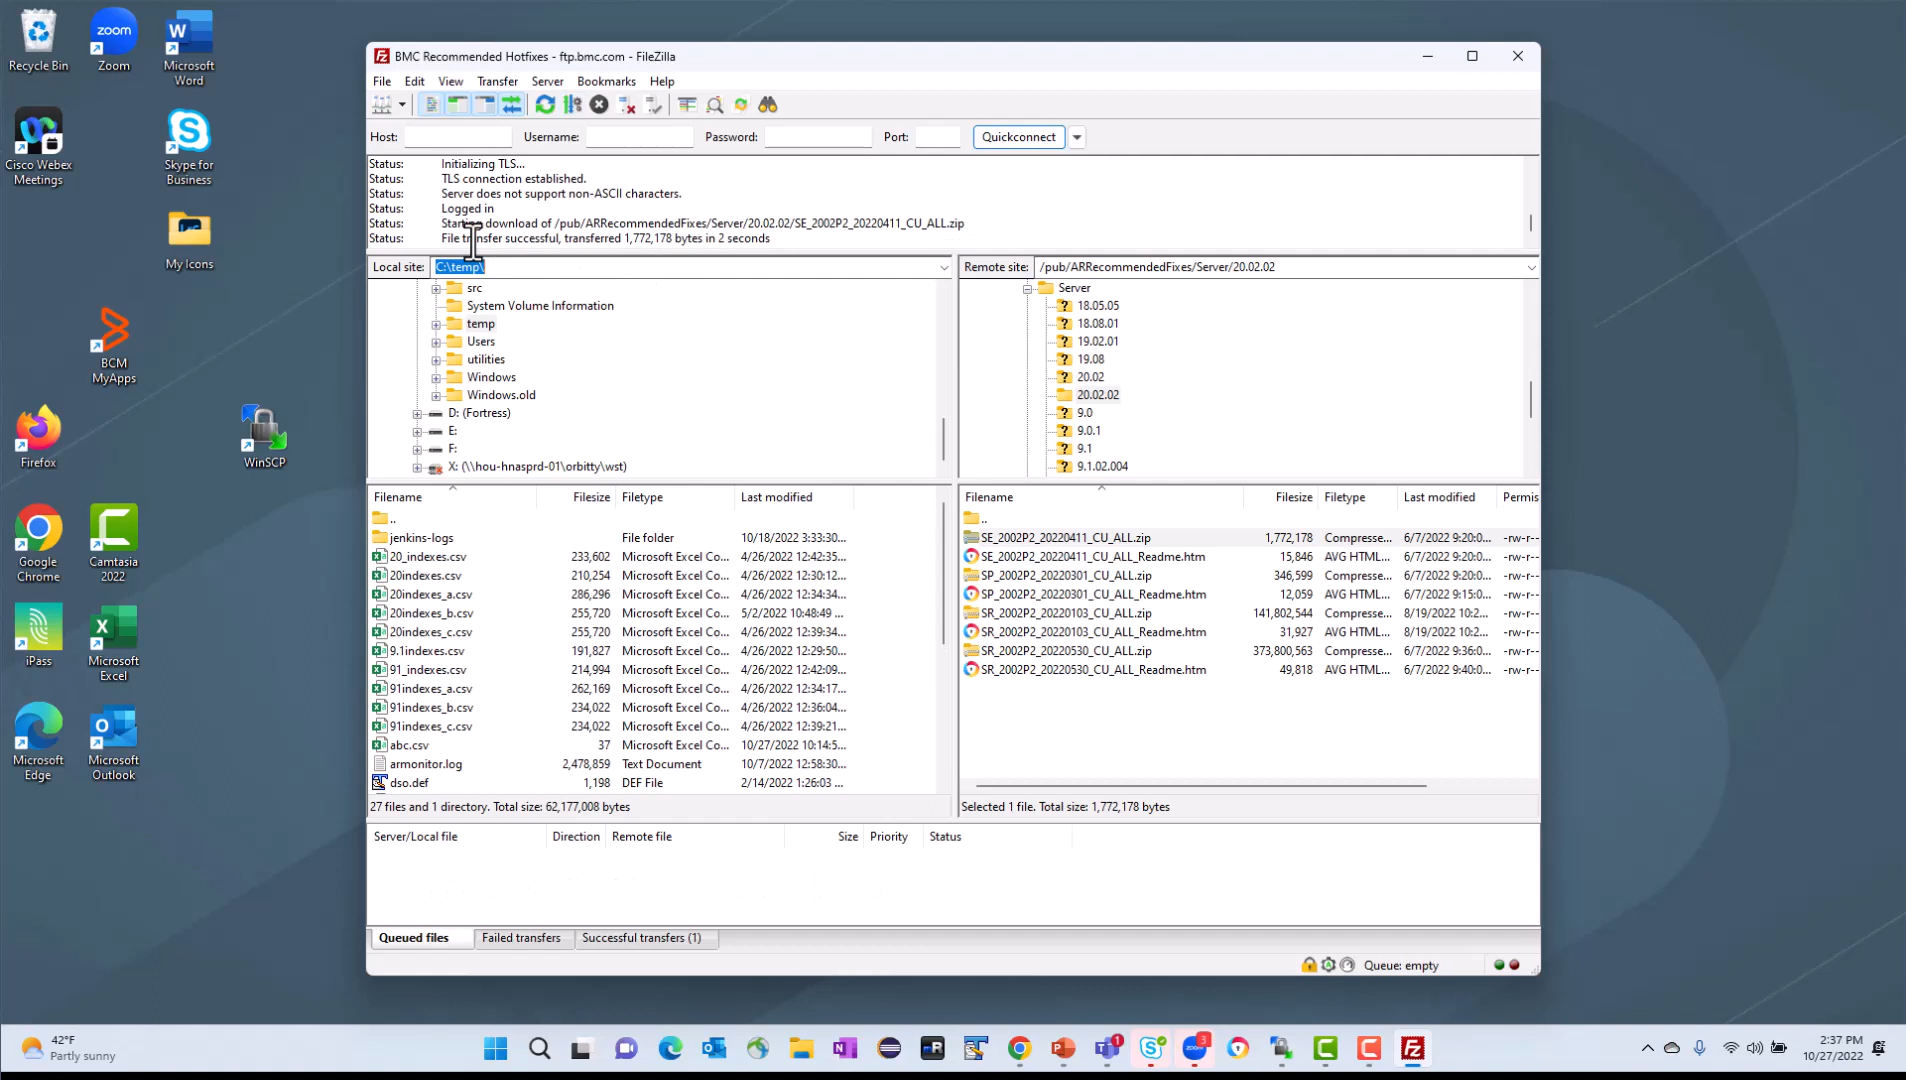 Recycle Bin
Zoom
zoom
Microsoft Word
Cisco Webex Meetings
Skype for Business
My Icons
BCM MyApps
Firefox
WinSCP
Google Chrome
Camtasia 2022
iPass
Microsoft Excel
Microsoft Edge
Microsoft Outlook
BMC Recommended Hotfixes - ftp.bmc.com - FileZilla
File Edit View Transfer Server Bookmarks Help
Host: Username: Password: Port: Quickconnect
Status: Initializing TLS...
Status: TLS connection established.
Status: Server does not support non-ASCII characters.
Status: Logged in
Status: Starting download of /pub/ARRecommendedFixes/Server/20.02.02/SE_2002P2_20220411_CU_ALL.zip
Status: File transfer successful, transferred 1,772,178 bytes in 2 seconds
Local site: C:\temp\
src
System Volume Information
temp
Users
utilities
Windows
Windows.old
D: (Fortress)
E:
F:
X: (\\hou-hnasprd-01\orbitty\wst)
Remote site: /pub/ARRecommendedFixes/Server/20.02.02
Server
18.05.05
18.08.01
19.02.01
19.08
20.02
20.02.02
9.0
9.0.1
9.1
9.1.02.004
Filename Filesize Filetype Last modified
..
jenkins-logs File folder 10/18/2022 3:33:30...
20_indexes.csv 233,602 Microsoft Excel Co... 4/26/2022 12:42:35...
20indexes.csv 210,254 Microsoft Excel Co... 4/26/2022 12:30:12...
20indexes_a.csv 286,296 Microsoft Excel Co... 4/26/2022 12:34:34...
20indexes_b.csv 255,720 Microsoft Excel Co... 5/2/2022 10:48:49 ...
20indexes_c.csv 255,720 Microsoft Excel Co... 4/26/2022 12:39:34...
9.1indexes.csv 191,827 Microsoft Excel Co... 4/26/2022 12:29:50...
91_indexes.csv 214,994 Microsoft Excel Co... 4/26/2022 12:42:09...
91indexes_a.csv 262,169 Microsoft Excel Co... 4/26/2022 12:34:17...
91indexes_b.csv 234,022 Microsoft Excel Co... 4/26/2022 12:36:04...
91indexes_c.csv 234,022 Microsoft Excel Co... 4/26/2022 12:39:21...
abc.csv 37 Microsoft Excel Co... 10/27/2022 10:14:5...
armonitor.log 2,478,859 Text Document 10/7/2022 12:58:30...
dso.def 1,198 DEF File 2/14/2022 1:26:03 ...
27 files and 1 directory. Total size: 62,177,008 bytes
Filename Filesize Filetype Last modified Permis
..
SE_2002P2_20220411_CU_ALL.zip 1,772,178 Compresse... 6/7/2022 9:20:0... -rw-r--
SE_2002P2_20220411_CU_ALL_Readme.htm 15,846 AVG HTML... 6/7/2022 9:20:0... -rw-r--
SP_2002P2_20220301_CU_ALL.zip 346,599 Compresse... 6/7/2022 9:20:0... -rw-r--
SP_2002P2_20220301_CU_ALL_Readme.htm 12,059 AVG HTML... 6/7/2022 9:15:0... -rw-r--
SR_2002P2_20220103_CU_ALL.zip 141,802,544 Compresse... 8/19/2022 10:2... -rw-r--
SR_2002P2_20220103_CU_ALL_Readme.htm 31,927 AVG HTML... 8/19/2022 10:2... -rw-r--
SR_2002P2_20220530_CU_ALL.zip 373,800,563 Compresse... 6/7/2022 9:36:0... -rw-r--
SR_2002P2_20220530_CU_ALL_Readme.htm 49,818 AVG HTML... 6/7/2022 9:40:0... -rw-r--
Selected 1 file. Total size: 1,772,178 bytes
Server/Local file Direction Remote file Size Priority Status
Queued files Failed transfers Successful transfers (1)
Queue: empty
42°F
Partly sunny
2:37 PM
10/27/2022